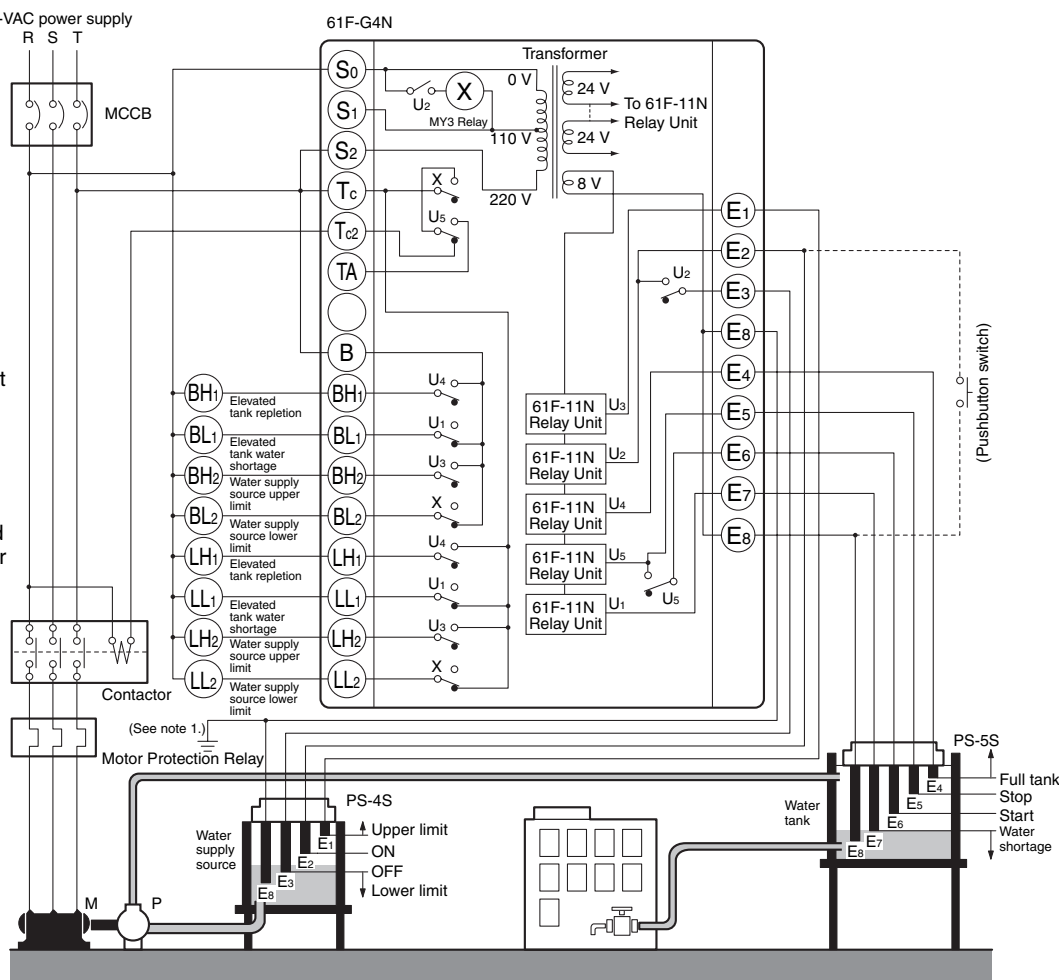 -VAC power supply
R S T
MCCB
61F-G4N
S0
S1
S2
Tc
Tc2
TA
B
BH1
BL1
BH2
BL2
LH1
LL1
LH2
LL2
BH1
Elevated
tank repletion
BL1
Elevated
tank water
shortage
BH2
Water supply
source upper
limit
BL2
Water supply
source lower
limit
LH1
Elevated
tank repletion
LL1
Elevated
tank water
shortage
LH2
Water supply
source upper
limit
LL2
Water supply
source lower
limit
t
d
r
Transformer
0 V
110 V
220 V
24 V
24 V
8 V
To 61F-11N
Relay Unit
U2
X
MY3 Relay
X
U5
U4
U1
U3
X
U4
U1
U3
X
U2
61F-11N
Relay Unit
U3
61F-11N
Relay Unit
U2
61F-11N
Relay Unit
U4
61F-11N
Relay Unit
U5
61F-11N
Relay Unit
U1
U5
E1
E2
E3
E8
E4
E5
E6
E7
E8
(Pushbutton switch)
Contactor
(See note 1.)
Motor Protection Relay
M
P
PS-4S
Water
supply
source
E1
E2
E3
E8
Upper limit
ON
OFF
Lower limit
PS-5S
Water
tank
E4
E5
E6
E7
E8
Full tank
Stop
Start
Water
shortage